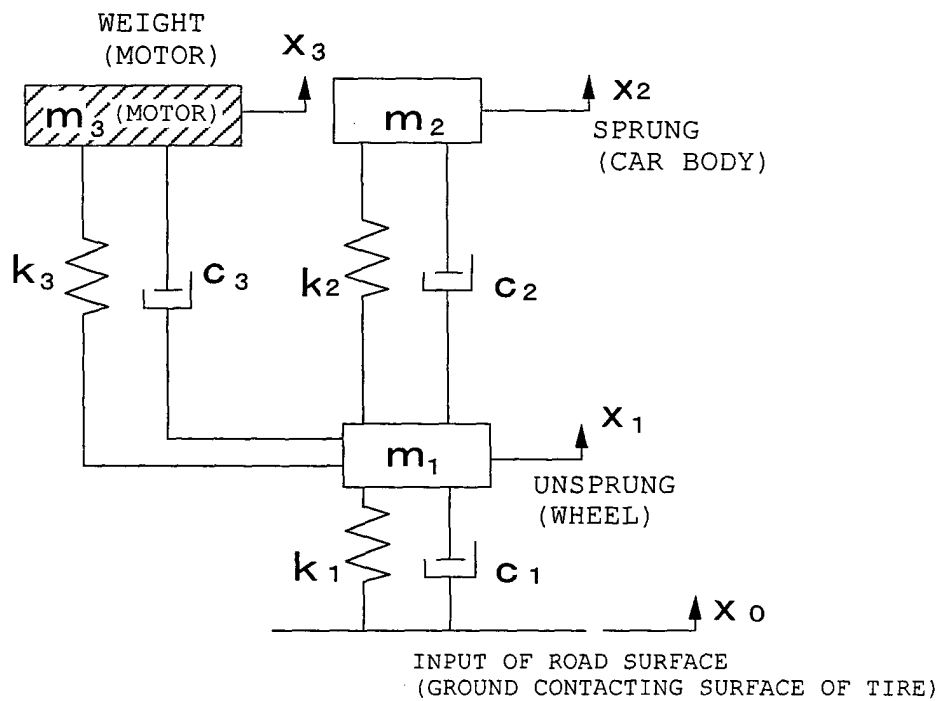 WEIGHT
(MOTOR)
x3
x2
m3 (MOTOR)
m2
SPRUNG
(CAR BODY)
k3
c3
k2
c2
x1
m1
UNSPRUNG
(WHEEL)
k1
c1
x0
INPUT OF ROAD SURFACE
(GROUND CONTACTING SURFACE OF TIRE)